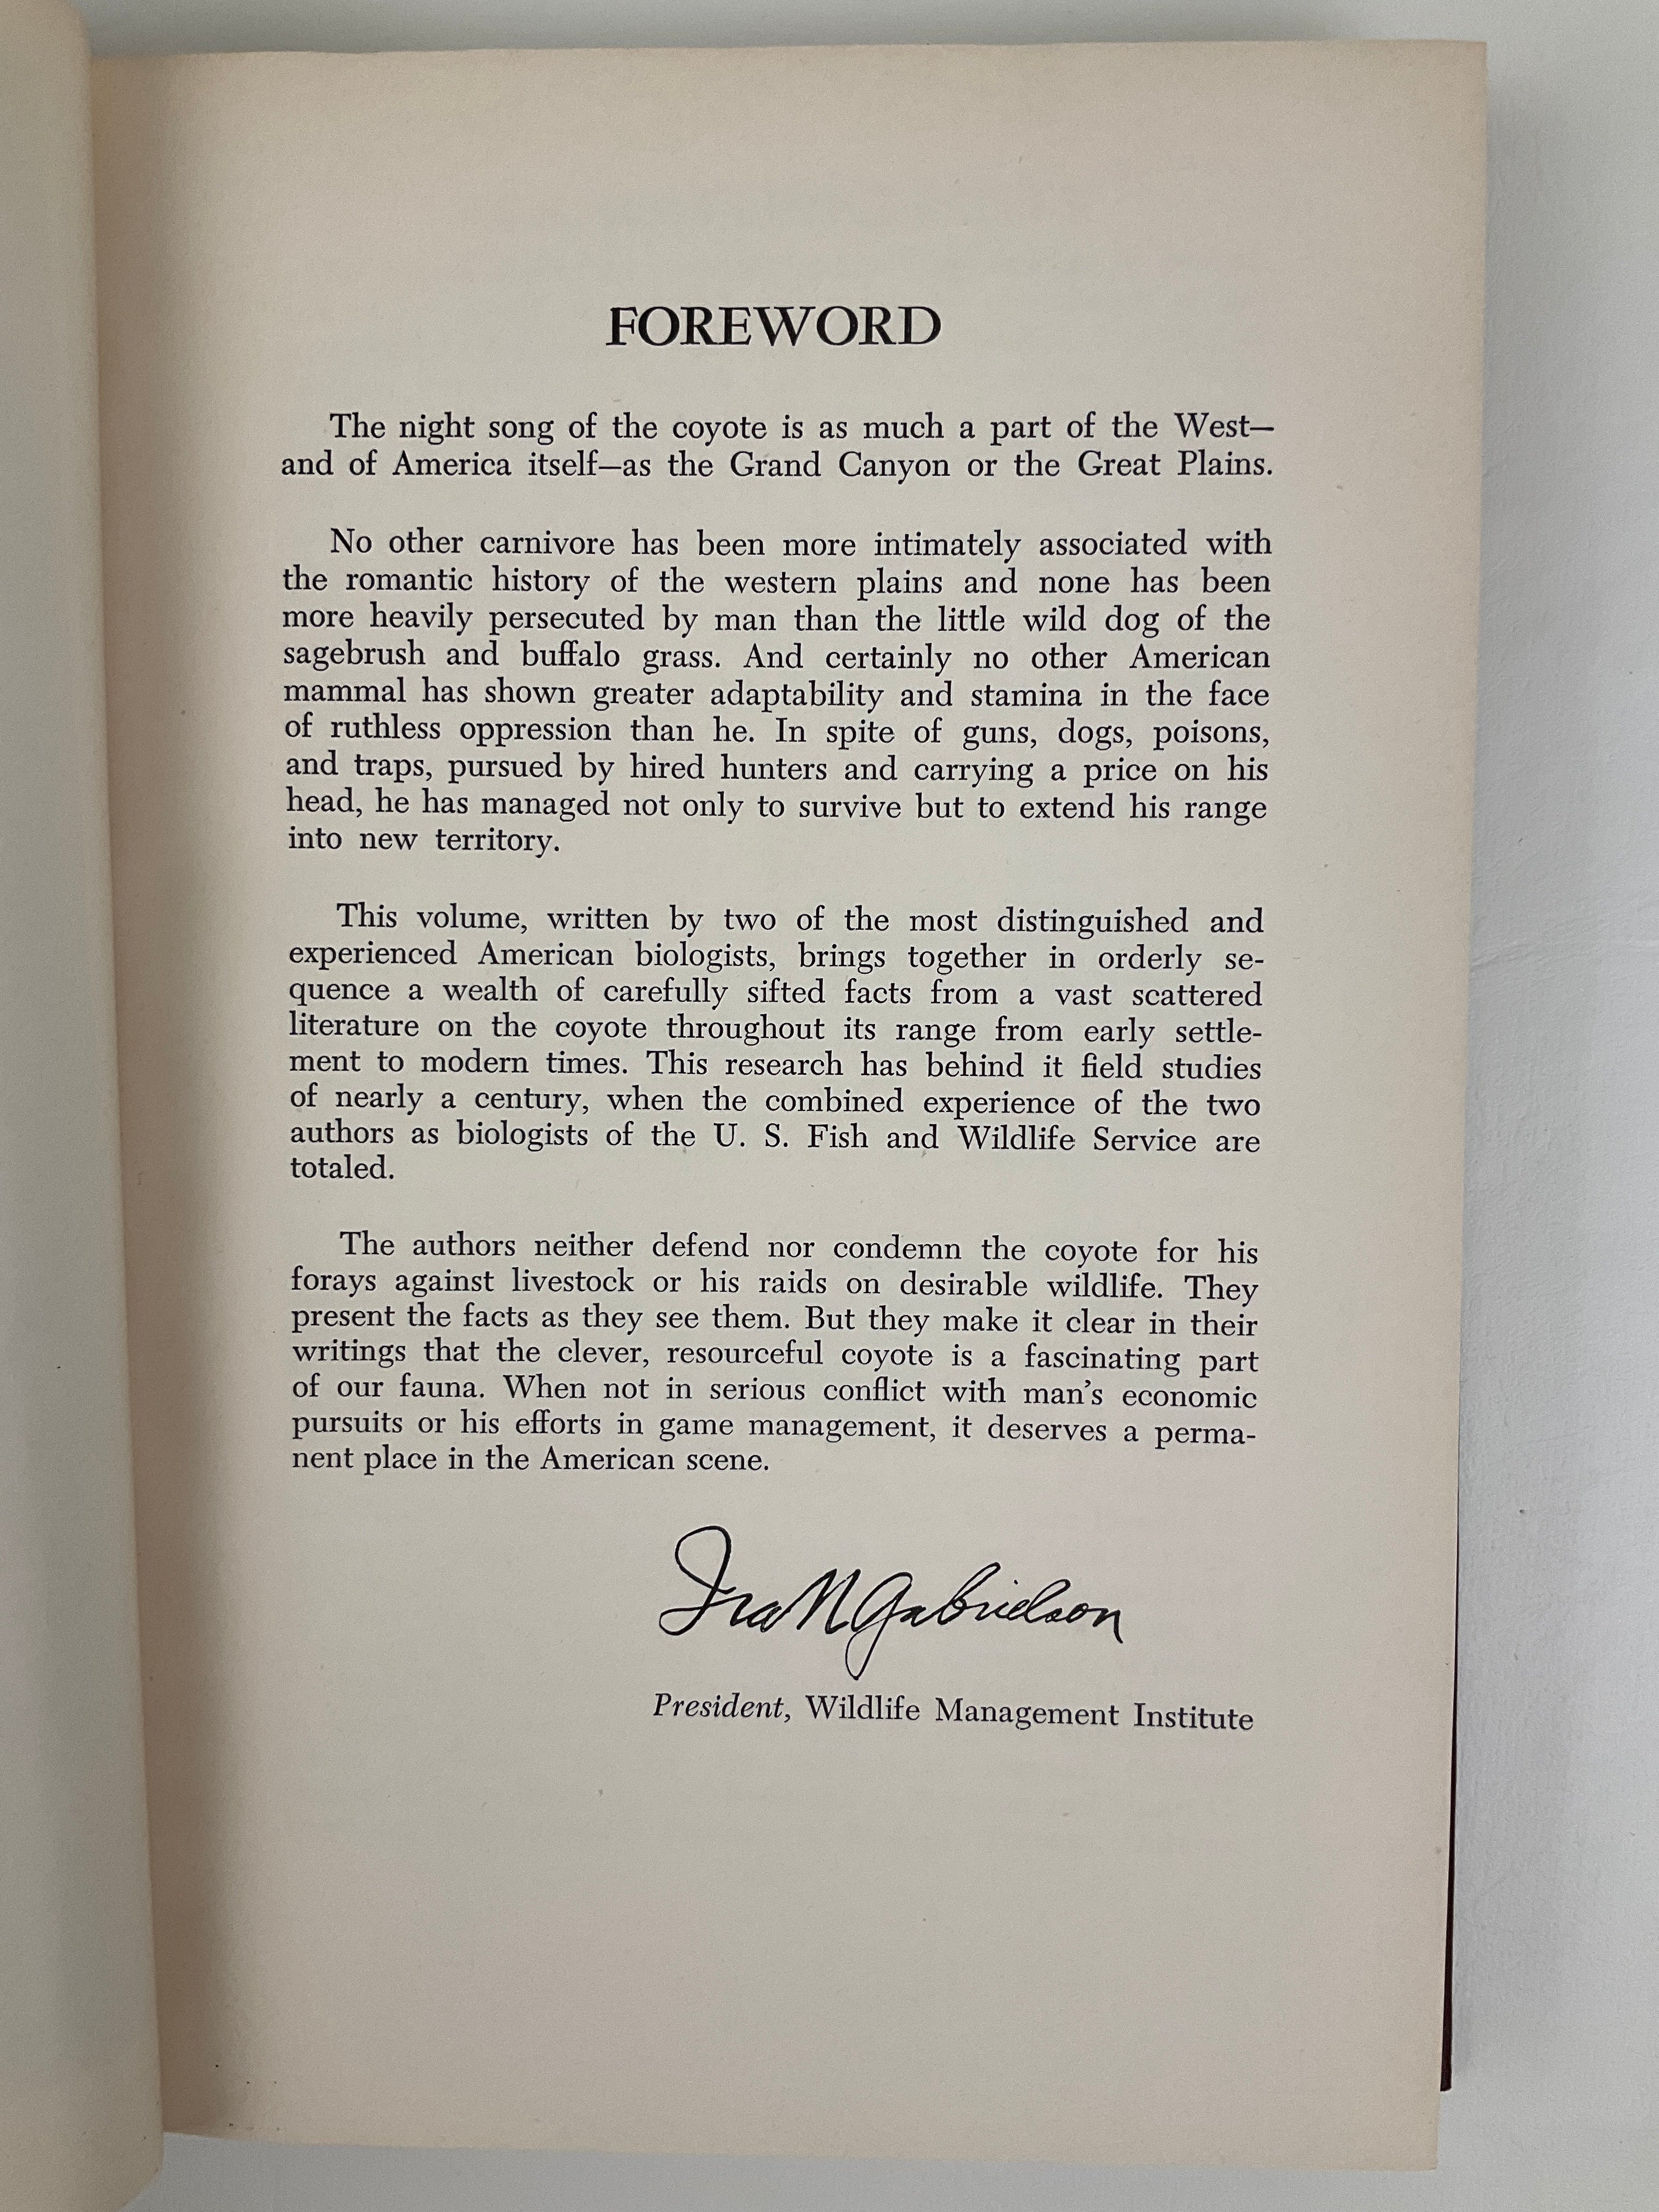 FOREWORD
The night song of the coyote is as much a part of the West—
and of America itself—as the Grand Canyon or the Great Plains.
No other carnivore has been more intimately associated with
the romantic history of the western plains and none has been
more heavily persecuted by man than the little wild dog of the
sagebrush and buffalo grass. And certainly no other American
mammal has shown greater adaptability and stamina in the face
of ruthless oppression than he. In spite of guns, dogs, poisons,
and traps, pursued by hired hunters and carrying a price on his
head, he has managed not only to survive but to extend his range
into new territory.
This volume, written by two of the most distinguished and
experienced American biologists, brings together in orderly se-
quence a wealth of carefully sifted facts from a vast scattered
literature on the coyote throughout its range from early settle-
ment to modern times. This research has behind it field studies
of nearly a century, when the combined experience of the two
authors as biologists of the U. S. Fish and Wildlife Service are
totaled.
The authors neither defend nor condemn the coyote for his
forays against livestock or his raids on desirable wildlife. They
present the facts as they see them. But they make it clear in their
writings that the clever, resourceful coyote is a fascinating part
of our fauna. When not in serious conflict with man's economic
pursuits or his efforts in game management, it deserves a perma-
nent place in the American scene.
Ira N Gabrielson
President, Wildlife Management Institute